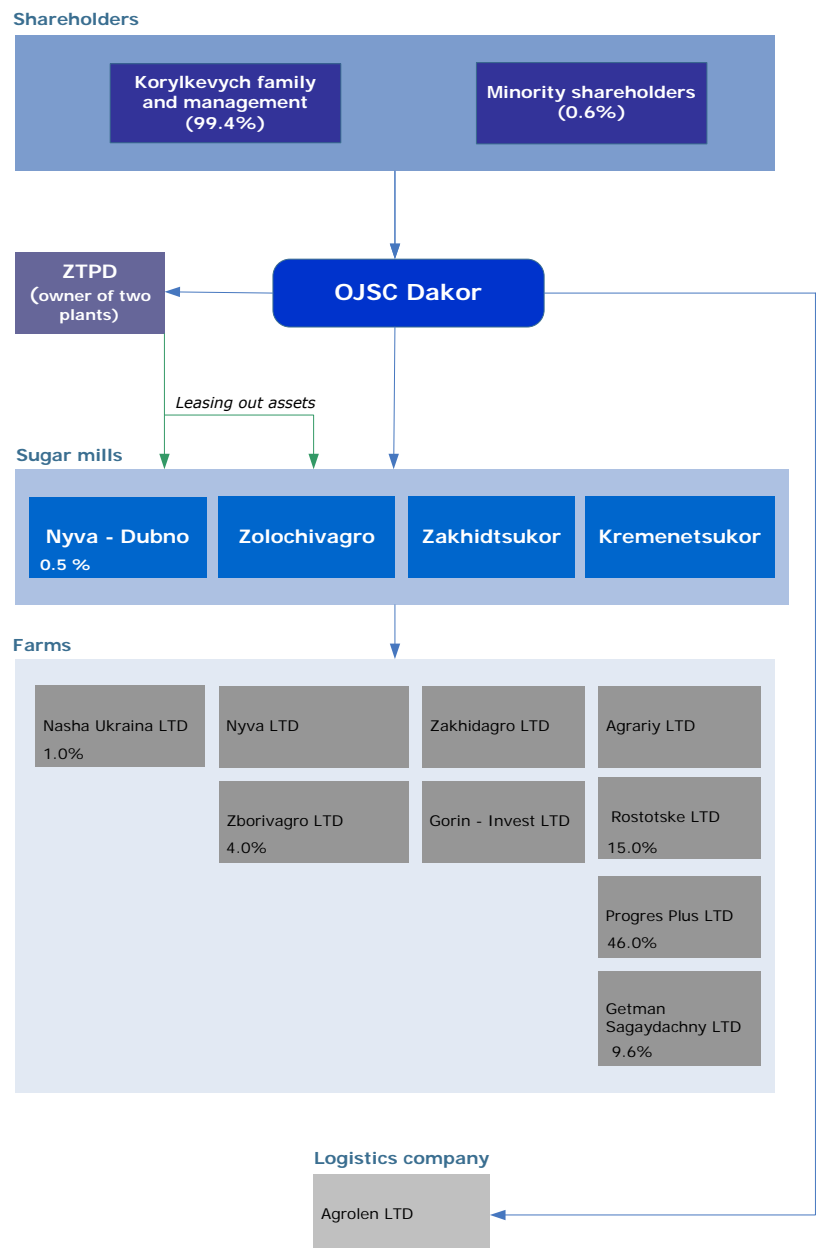 Shareholders
Korylkevych family
and management
(99.4%)
Minority shareholders
(0.6%)
ZTPD
(owner of two
plants)
OJSC Dakor
Leasing out assets
Sugar mills
Nyva - Dubno
0.5 %
Zolochivagro
Zakhidtsukor
Kremenetsukor
Farms
Nasha Ukraina LTD
1.0%
Nyva LTD
Zakhidagro LTD
Agrariy LTD
Zborivagro LTD
4.0%
Gorin - Invest LTD
Rostotske LTD
15.0%
Progres Plus LTD
46.0%
Getman
Sagaydachny LTD
9.6%
Logistics company
Agrolen LTD